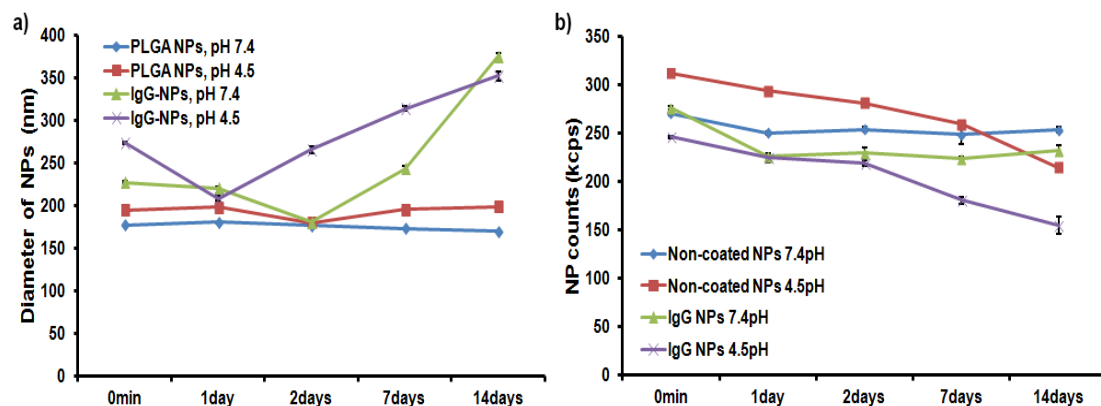 a)
PLGA NPs, pH 7.4
PLGA NPs, pH 4.5
IgG-NPs, pH 7.4
IgG-NPs, pH 4.5
Diameter of NPs (nm)
400
350
300
250
200
150
100
50
0
0min 1day 2days 7days 14days
b)
NP counts (kcps)
350
300
250
200
150
100
50
0
Non-coated NPs 7.4pH
Non-coated NPs 4.5pH
IgG NPs 7.4pH
IgG NPs 4.5pH
0min 1day 2days 7days 14days